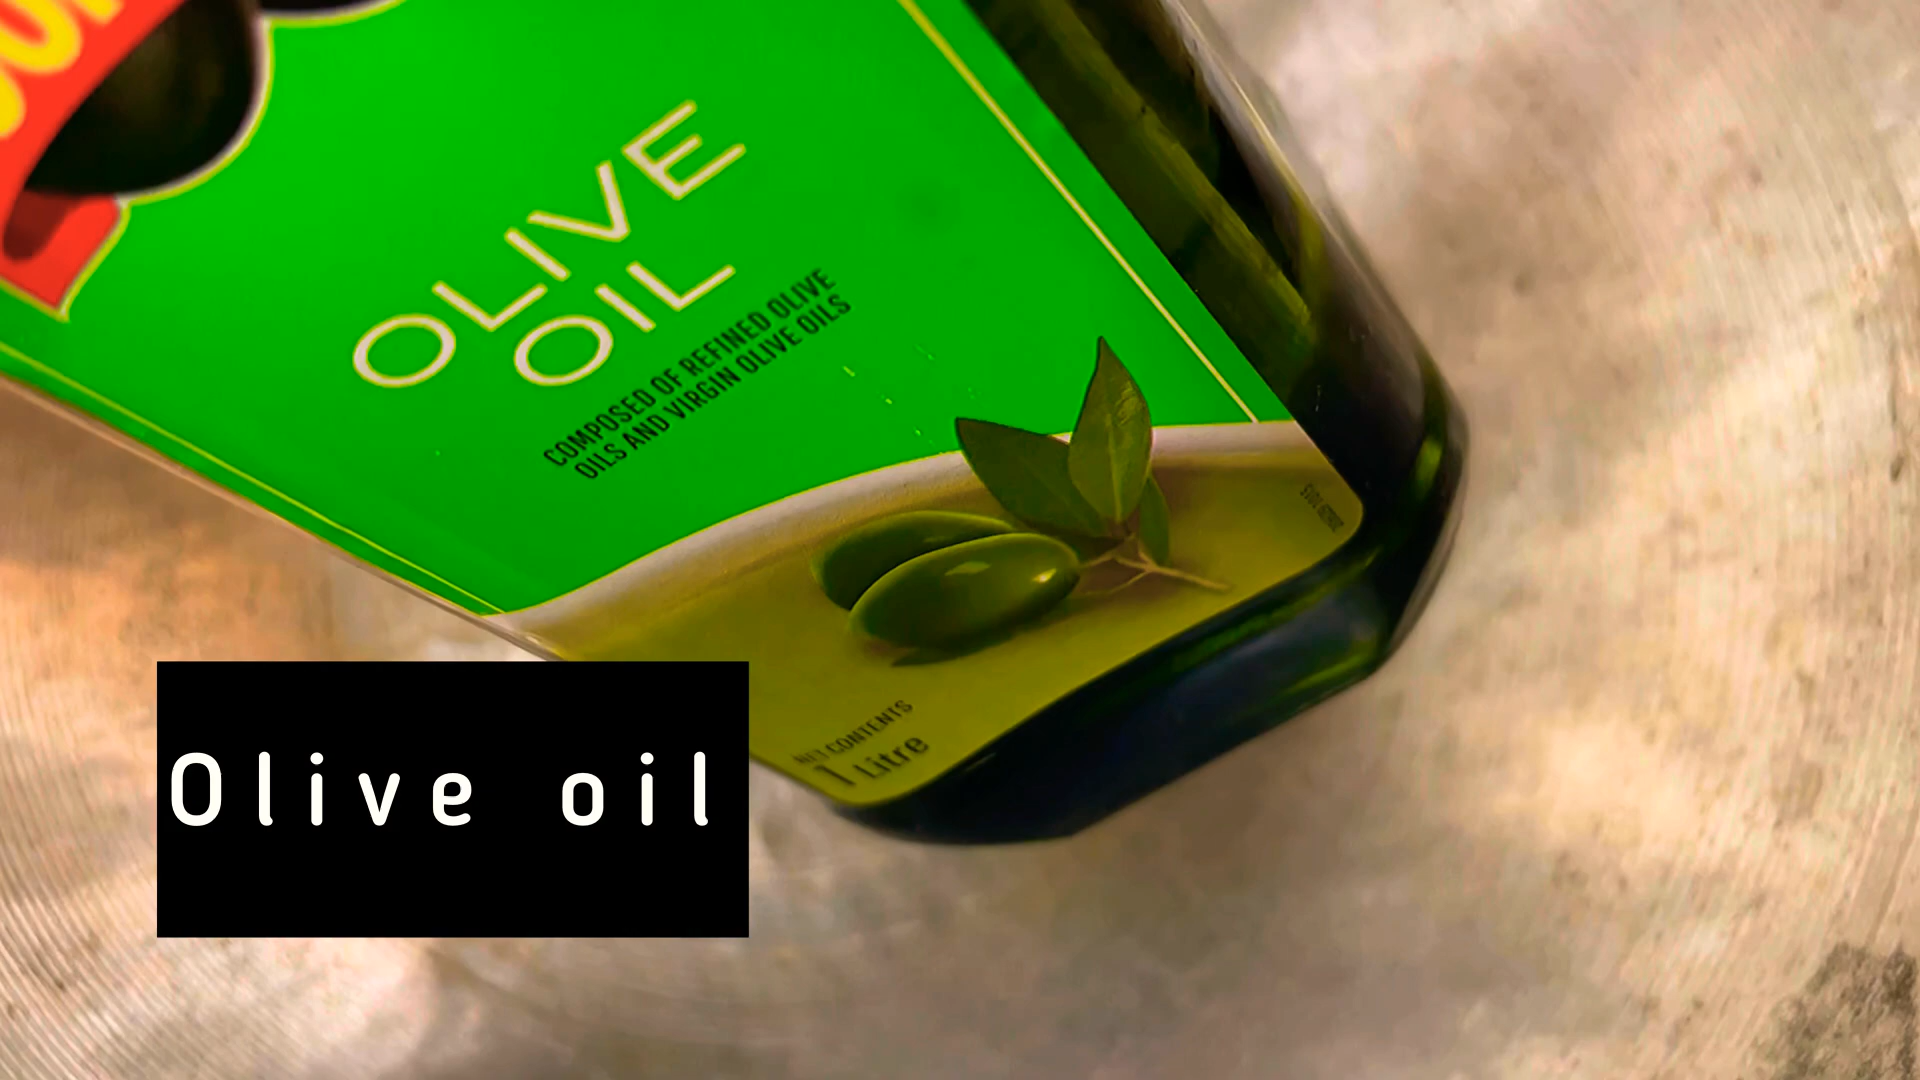 OLIVE
OIL
COMPOSED OF REFINED OLIVE
OILS AND VIRGIN OLIVE OILS
NET CONTENTS
1 Litre
Olive oil